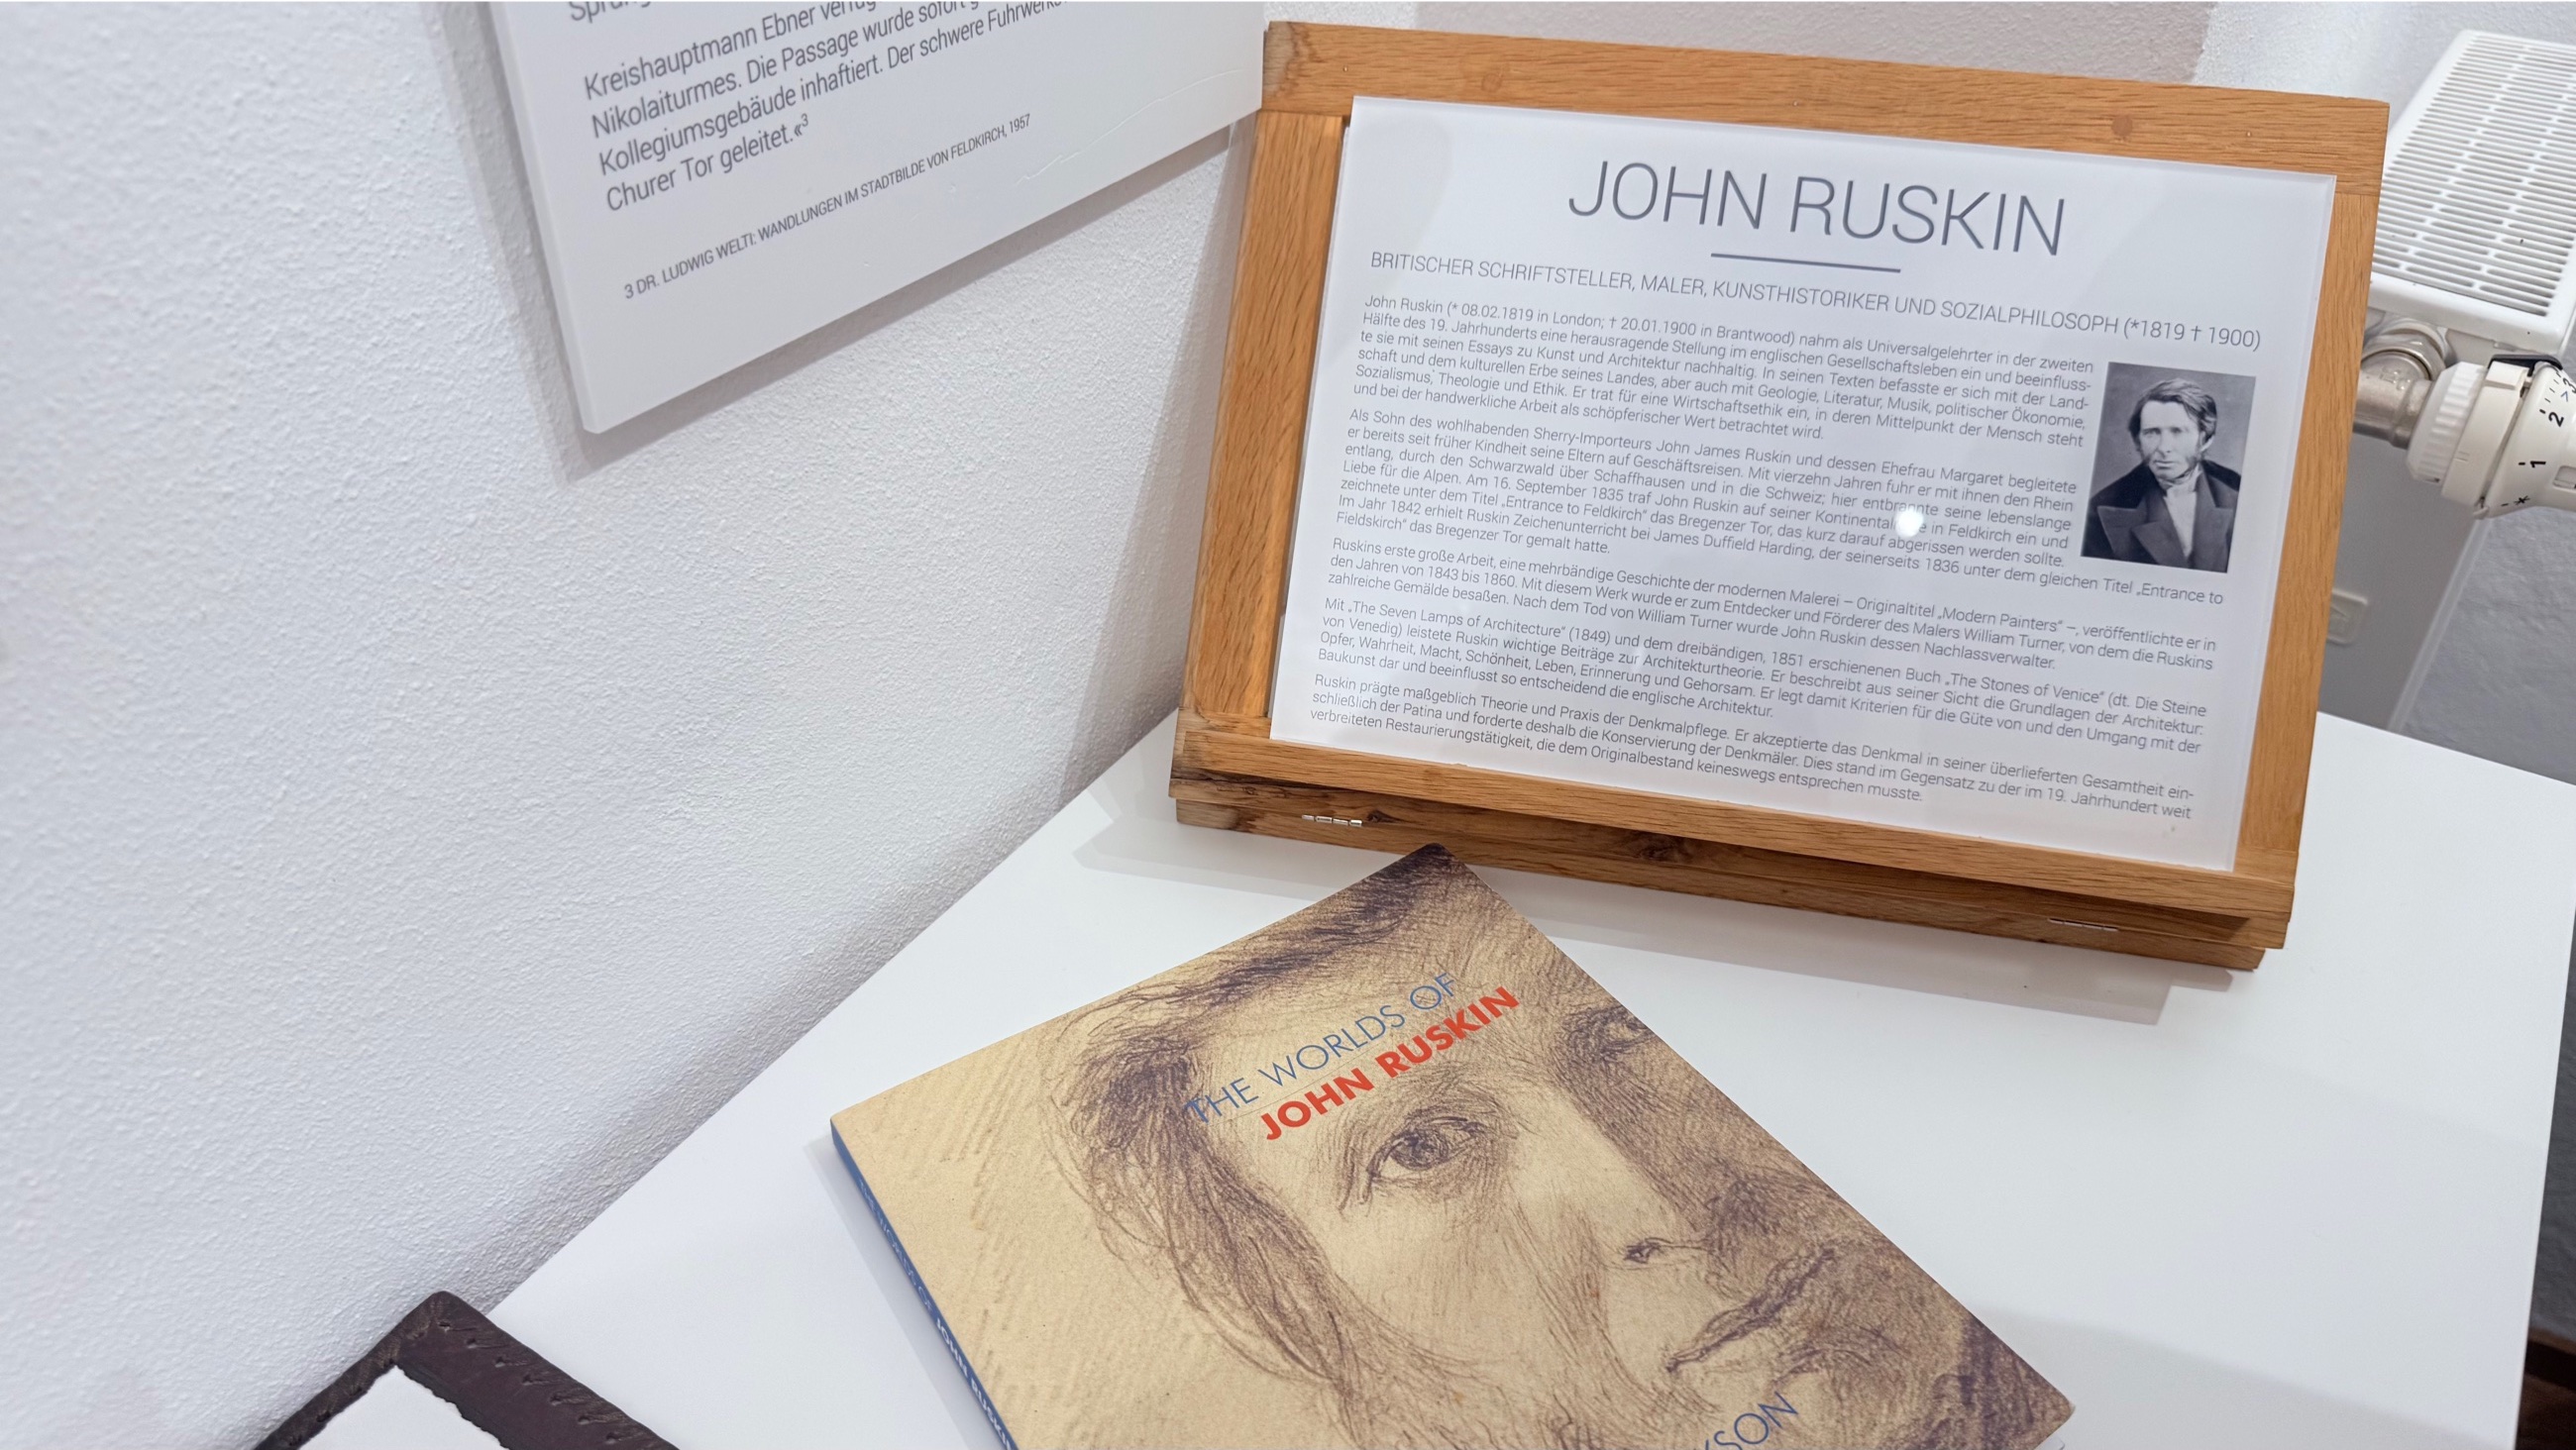 Kreishauptmann Ebner
Nikolaiturmes. Die Passage wurde sofort
Kollegiumsgebäude inhaftiert. Der schwere
Churer Tor geleitet.«3
3 DR. LUDWIG WELTI: WANDLUNGEN IM STADTBILDE VON FELDKIRCH, 1957
JOHN RUSKIN
BRITISCHER SCHRIFTSTELLER, MALER, KUNSTHISTORIKER UND SOZIALPHILOSOPH (*1819 † 1900)
John Ruskin (* 08.02.1819 in London; † 20.01.1900 in Brantwood) nahm als Universalgelehrter in der zweiten
Hälfte des 19. Jahrhunderts eine herausragende Stellung im englischen Gesellschaftsleben ein und beeinfluss-
te sie mit seinen Essays zu Kunst und Architektur nachhaltig. In seinen Texten befasste er sich mit der Land-
schaft und dem kulturellen Erbe seines Landes, aber auch mit Geologie, Literatur, Musik, politischer Ökonomie,
Sozialismus, Theologie und Ethik. Er trat für eine Wirtschaftsethik ein, in deren Mittelpunkt der Mensch steht
und bei der handwerkliche Arbeit als schöpferischer Wert betrachtet wird.
Als Sohn des wohlhabenden Sherry-Importeurs John James Ruskin und dessen Ehefrau Margaret begleitete
er bereits seit früher Kindheit seine Eltern auf Geschäftsreisen. Mit vierzehn Jahren fuhr er mit ihnen den Rhein
entlang, durch den Schwarzwald über Schaffhausen und in die Schweiz; hier entbrannte seine lebenslange
Liebe für die Alpen. Am 16. September 1835 traf John Ruskin auf seiner in Feldkirch ein und
zeichnete unter dem Titel „Entrance to Feldkirch“ das Bregenzer Tor, das kurz darauf abgerissen werden sollte.
Im Jahr 1842 erhielt Ruskin Zeichenunterricht bei James Duffield Harding, der seinerseits 1836 unter dem gleichen Titel „Entrance to
Fieldskirch“ das Bregenzer Tor gemalt hatte.
Ruskins erste große Arbeit, eine mehrbändige Geschichte der modernen Malerei – Originaltitel „Modern Painters“ –, veröffentlichte er in
den Jahren von 1843 bis 1860. Mit diesem Werk wurde er zum Entdecker und Förderer des Malers William Turner, von dem die Ruskins
zahlreiche Gemälde besaßen. Nach dem Tod von William Turner wurde John Ruskin dessen Nachlassverwalter.
Mit „The Seven Lamps of Architecture“ (1849) und dem dreibändigen, 1851 erschienenen Buch „The Stones of Venice“ (dt. Die Steine
von Venedig) leistete Ruskin wichtige Beiträge zur Architekturtheorie. Er beschreibt aus seiner Sicht die Grundlagen der Architektur:
Opfer, Wahrheit, Macht, Schönheit, Leben, Erinnerung und Gehorsam. Er legt damit Kriterien für die Güte von und den Umgang mit der
Baukunst dar und beeinflusst so entscheidend die englische Architektur.
Ruskin prägte maßgeblich Theorie und Praxis der Denkmalpflege. Er akzeptierte das Denkmal in seiner überlieferten Gesamtheit ein-
schließlich der Patina und forderte deshalb die Konservierung der Denkmäler. Dies stand im Gegensatz zu der im 19. Jahrhundert weit
verbreiteten Restaurierungstätigkeit, die dem Originalbestand keineswegs entsprechen musste.
2
1
THE WORLDS OF
JOHN RUSKIN
THE WORLDS OF JOHN RUSKIN